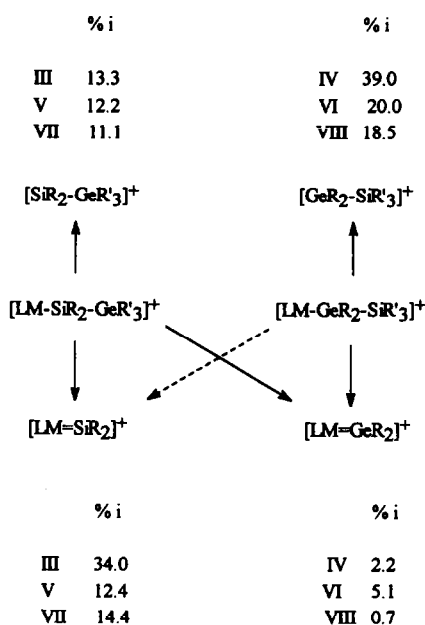 % i % i
III 13.3 IV 39.0
V 12.2 VI 20.0
VII 11.1 VIII 18.5
[SiR2-GeR'3]+ [GeR2-SiR'3]+
[LM-SiR2-GeR'3]+ [LM-GeR2-SiR'3]+
[LM=SiR2]+ [LM=GeR2]+
% i % i
III 34.0 IV 2.2
V 12.4 VI 5.1
VII 14.4 VIII 0.7